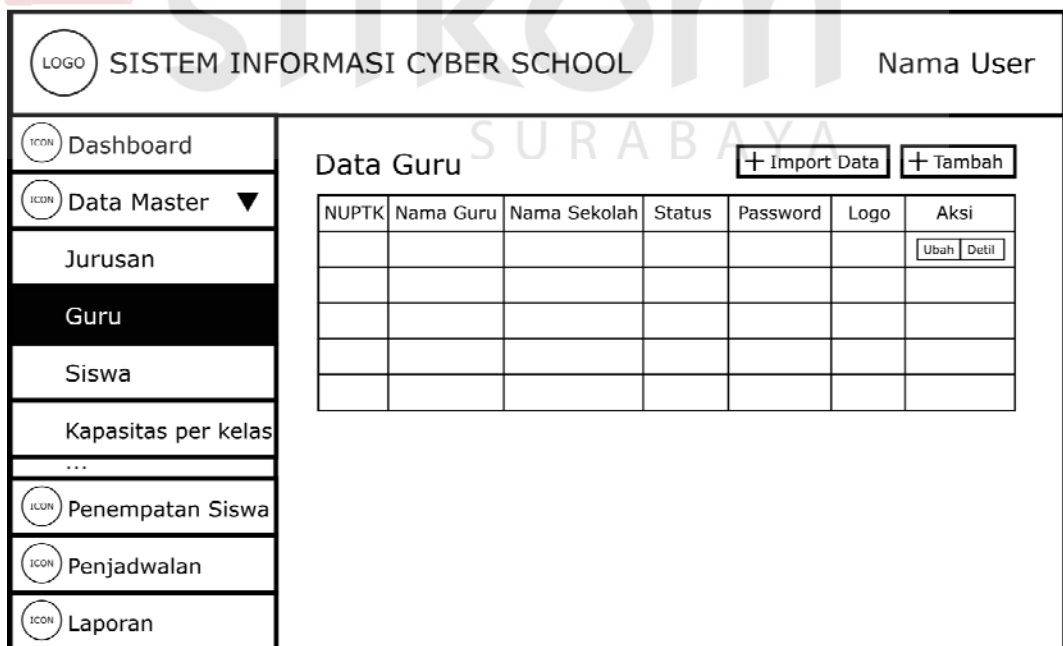 stikom
SURABAYA
LOGO SISTEM INFORMASI CYBER SCHOOL Nama User
ICON Dashboard
ICON Data Master ▼
Jurusan
Guru
Siswa
Kapasitas per kelas
...
ICON Penempatan Siswa
ICON Penjadwalan
ICON Laporan
Data Guru + Import Data + Tambah
NUPTK Nama Guru Nama Sekolah Status Password Logo Aksi
Ubah Detil